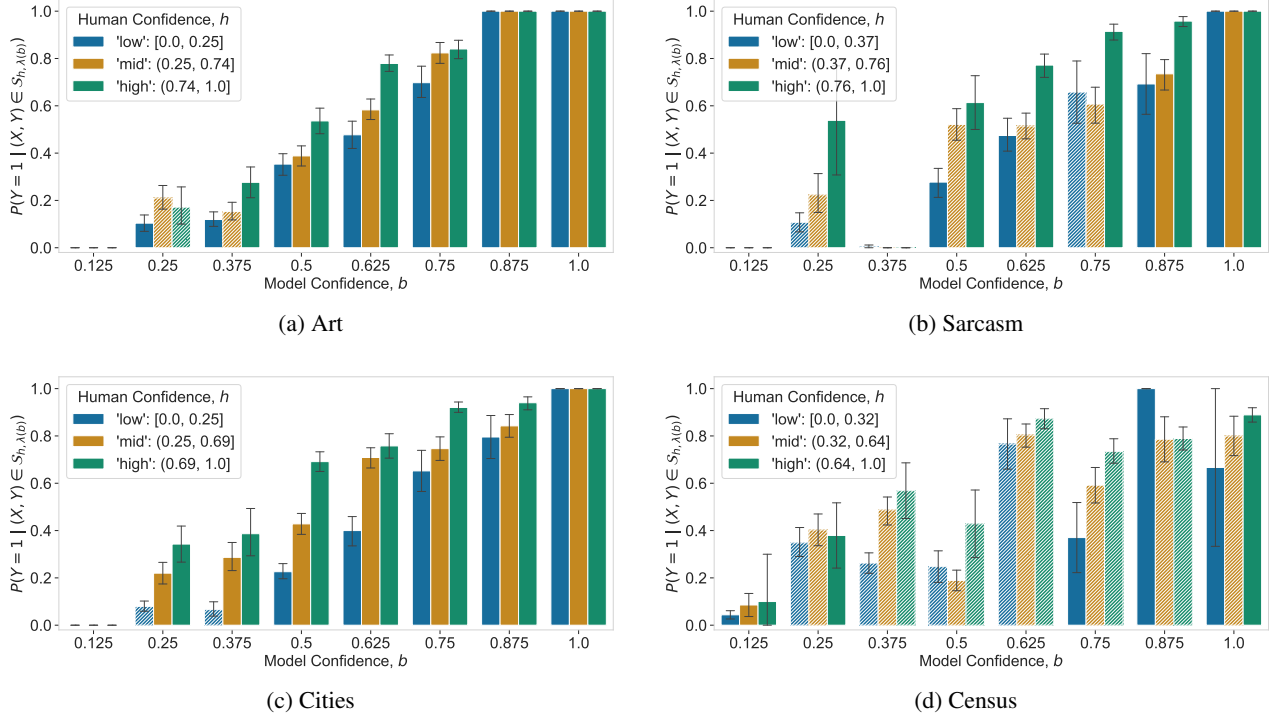 Human Confidence, h
'low': [0.0, 0.25]
'mid': (0.25, 0.74]
'high': (0.74, 1.0]
P(Y = 1 | (X, Y) ∈ 𝒮h, λ(b))
1.0
0.8
0.6
0.4
0.2
0.0
0.125 0.25 0.375 0.5 0.625 0.75 0.875 1.0
Model Confidence, b
(a) Art
Human Confidence, h
'low': [0.0, 0.37]
'mid': (0.37, 0.76]
'high': (0.76, 1.0]
P(Y = 1 | (X, Y) ∈ 𝒮h, λ(b))
1.0
0.8
0.6
0.4
0.2
0.0
0.125 0.25 0.375 0.5 0.625 0.75 0.875 1.0
Model Confidence, b
(b) Sarcasm
Human Confidence, h
'low': [0.0, 0.25]
'mid': (0.25, 0.69]
'high': (0.69, 1.0]
P(Y = 1 | (X, Y) ∈ 𝒮h, λ(b))
1.0
0.8
0.6
0.4
0.2
0.0
0.125 0.25 0.375 0.5 0.625 0.75 0.875 1.0
Model Confidence, b
(c) Cities
Human Confidence, h
'low': [0.0, 0.32]
'mid': (0.32, 0.64]
'high': (0.64, 1.0]
P(Y = 1 | (X, Y) ∈ 𝒮h, λ(b))
1.0
0.8
0.6
0.4
0.2
0.0
0.125 0.25 0.375 0.5 0.625 0.75 0.875 1.0
Model Confidence, b
(d) Census